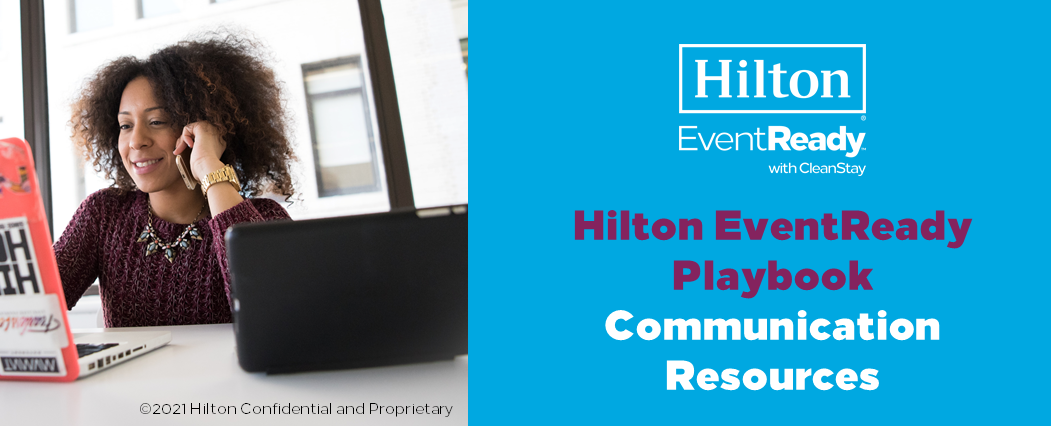 Hilton
EventReady
with CleanStay
Hilton EventReady
Playbook
Communication
Resources
©2021 Hilton Confidential and Proprietary